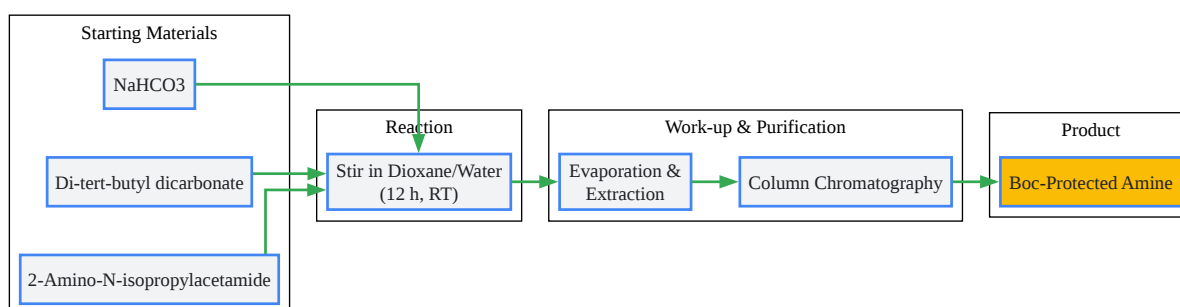 Starting Materials
NaHCO3
Di-tert-butyl dicarbonate
2-Amino-N-isopropylacetamide
Reaction
Stir in Dioxane/Water
(12 h, RT)
Work-up & Purification
Evaporation &
Extraction
Column Chromatography
Product
Boc-Protected Amine